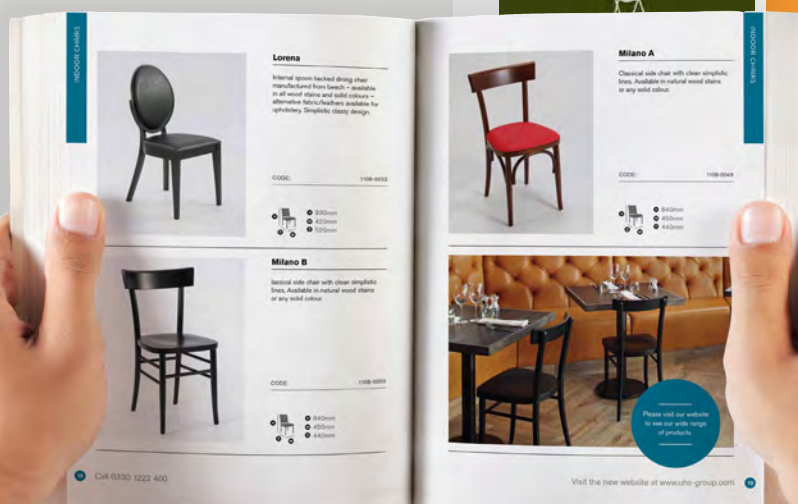 INDOOR CHAIRS
Lorena
Internal spoon backed dining chair
manufactured from beech – available
in all wood stains and solid colours –
alternative fabric/leathers available for
upholstery. Simplistic classy design.
CODE: 1108-0033
930mm
420mm
520mm
Milano B
lassical side chair with clean simplistic
lines. Available in natural wood stains
or any solid colour.
CODE: 1108-0050
840mm
450mm
440mm
Call 0330 1222 400
INDOOR CHAIRS
Milano A
Classical side chair with clean simplistic
lines. Available in natural wood stains
or any solid colour.
CODE: 1108-0049
840mm
450mm
440mm
Please visit our website
to see our wide range
of products.
Visit the new website at www.uhs-group.com
19